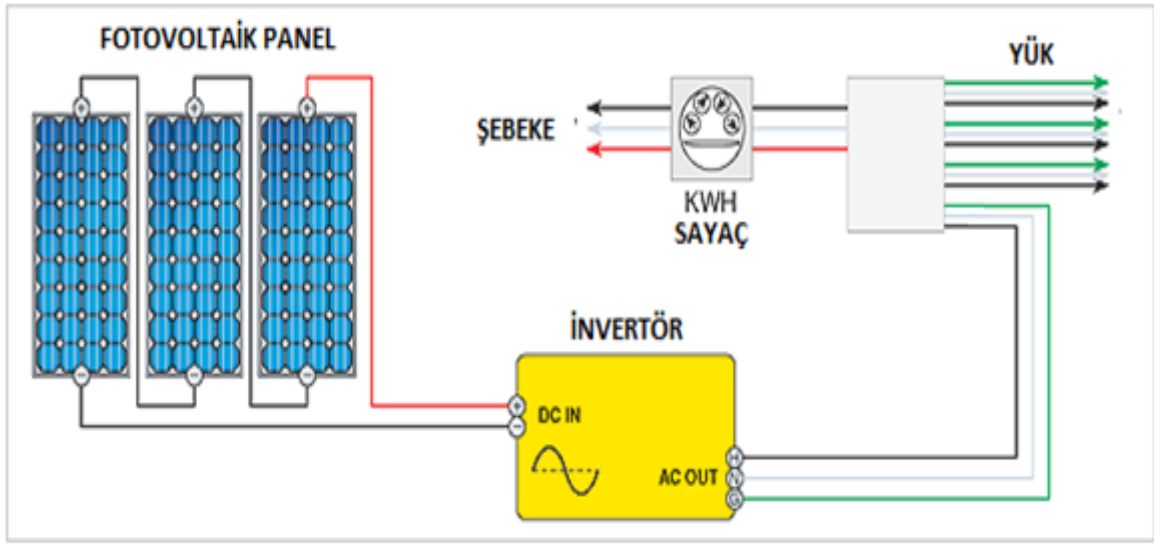 FOTOVOLTAİK PANEL
YÜK
ŞEBEKE
KWH
SAYAÇ
İNVERTÖR
+
+
+
-
-
-
+ DC IN
-
AC OUT
H
N
G